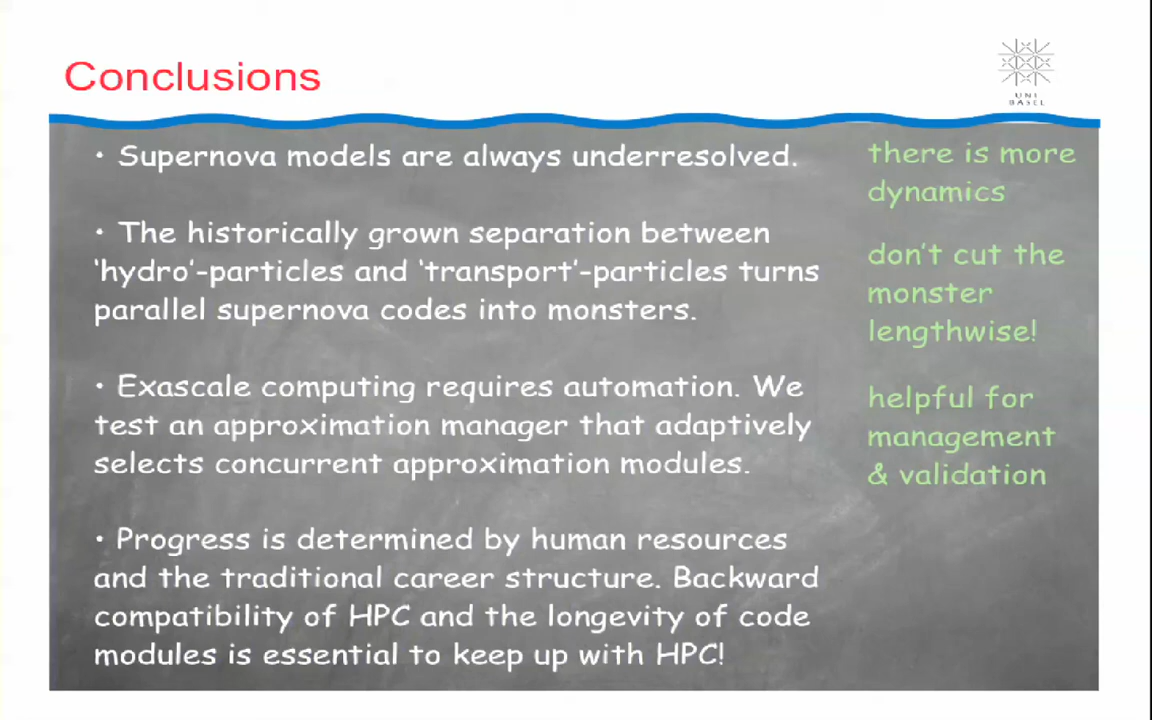 Conclusions
UNI
BASEL
• Supernova models are always underresolved.
there is more
dynamics
• The historically grown separation between
‘hydro’-particles and ‘transport’-particles turns
parallel supernova codes into monsters.
don’t cut the
monster
lengthwise!
• Exascale computing requires automation. We
test an approximation manager that adaptively
selects concurrent approximation modules.
helpful for
management
& validation
• Progress is determined by human resources
and the traditional career structure. Backward
compatibility of HPC and the longevity of code
modules is essential to keep up with HPC!